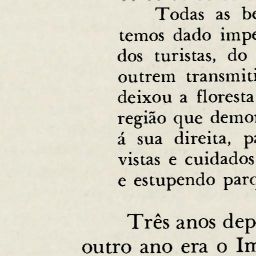 Todas as be
temos dado impe
dos turistas, do
outrem transmiti
deixou a floresta
região que demor
á sua direita, pa
vistas e cuidados
e estupendo parq
Três anos dep
outro ano era o Im